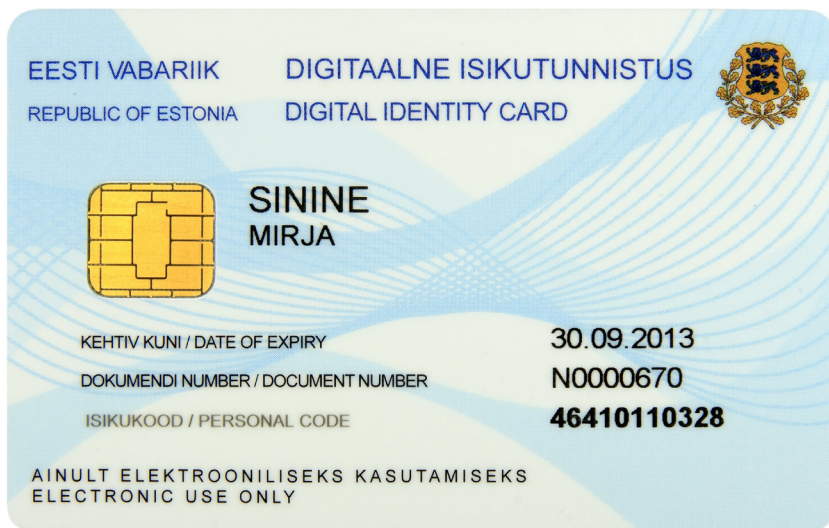 EESTI VABARIIK DIGITAALNE ISIKUTUNNISTUS
REPUBLIC OF ESTONIA DIGITAL IDENTITY CARD
SININE
MIRJA
KEHTIV KUNI / DATE OF EXPIRY 30.09.2013
DOKUMENDI NUMBER / DOCUMENT NUMBER N0000670
ISIKUKOOD / PERSONAL CODE 46410110328
AINULT ELEKTROONILISEKS KASUTAMISEKS
ELECTRONIC USE ONLY